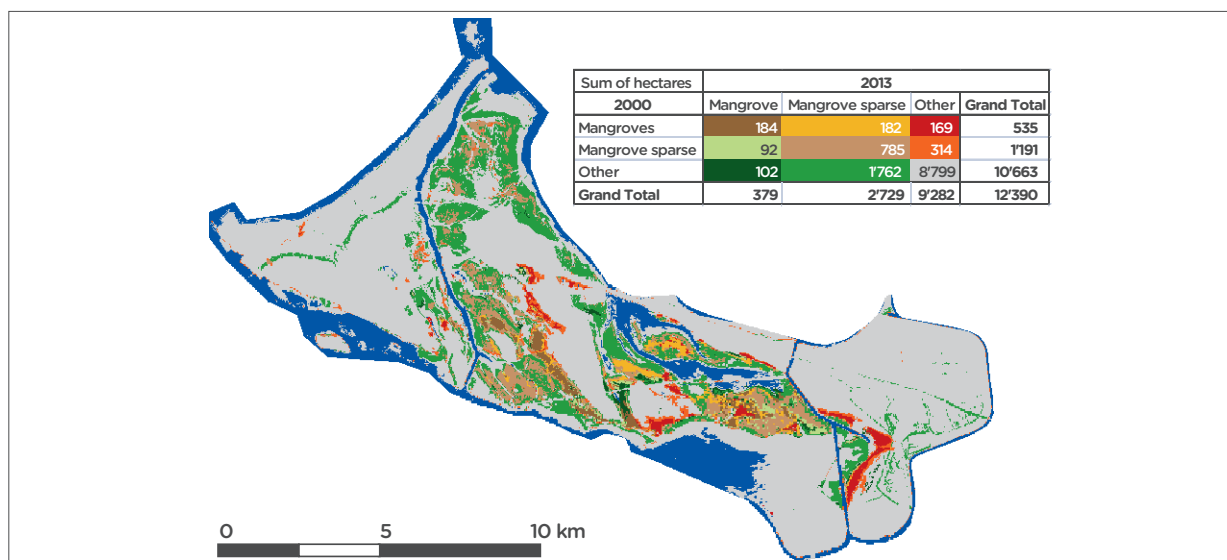 Sum of hectares 2013
2000 Mangrove Mangrove sparse Other Grand Total
Mangroves 184 182 169 535
Mangrove sparse 92 785 314 1'191
Other 102 1'762 8'799 10'663
Grand Total 379 2'729 9'282 12'390
0 5 10 km